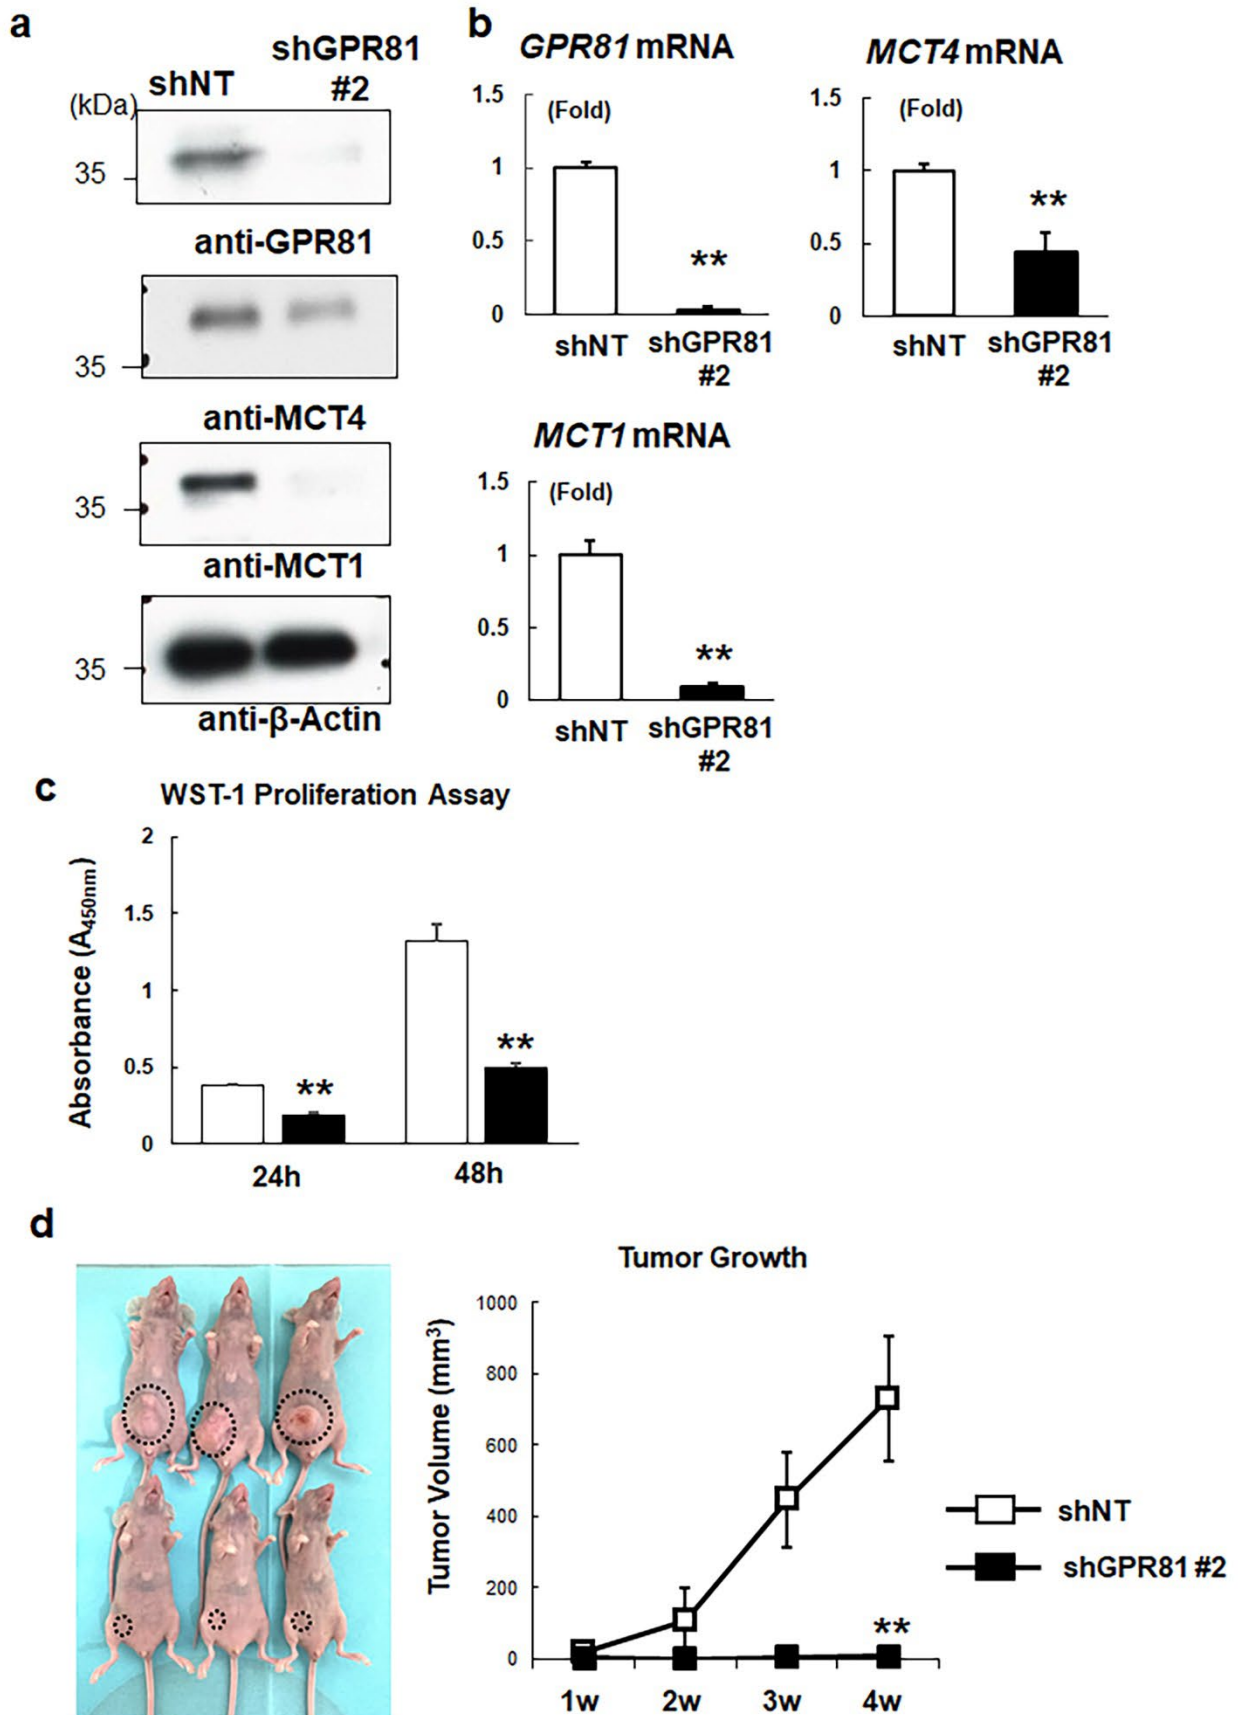 a
shNT
shGPR81
#2
(kDa)
35
anti-GPR81
35
anti-MCT4
35
anti-MCT1
35
anti-β-Actin
b
GPR81 mRNA
(Fold)
1.5
1
0.5
0
**
shNT
shGPR81
#2
MCT4 mRNA
(Fold)
1.5
1
0.5
0
**
shNT
shGPR81
#2
MCT1 mRNA
(Fold)
1.5
1
0.5
0
**
shNT
shGPR81
#2
c
WST-1 Proliferation Assay
Absorbance (A450nm)
2
1.5
1
0.5
0
**
**
24h
48h
d
Tumor Growth
Tumor Volume (mm³)
1000
800
600
400
200
0
**
1w
2w
3w
4w
shNT
shGPR81 #2